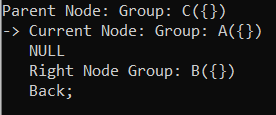 Parent Node: Group: C({})
-> Current Node: Group: A({})
NULL
Right Node Group: B({})
Back;